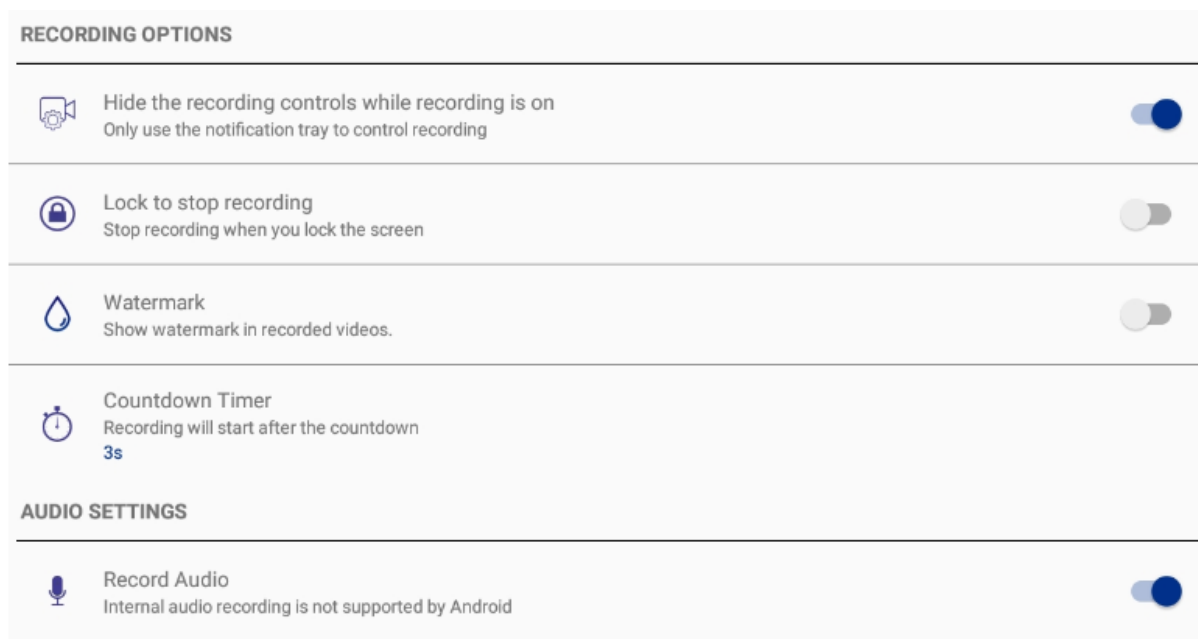 RECORDING OPTIONS
Hide the recording controls while recording is on
Only use the notification tray to control recording
Lock to stop recording
Stop recording when you lock the screen
Watermark
Show watermark in recorded videos.
Countdown Timer
Recording will start after the countdown
3s
AUDIO SETTINGS
Record Audio
Internal audio recording is not supported by Android